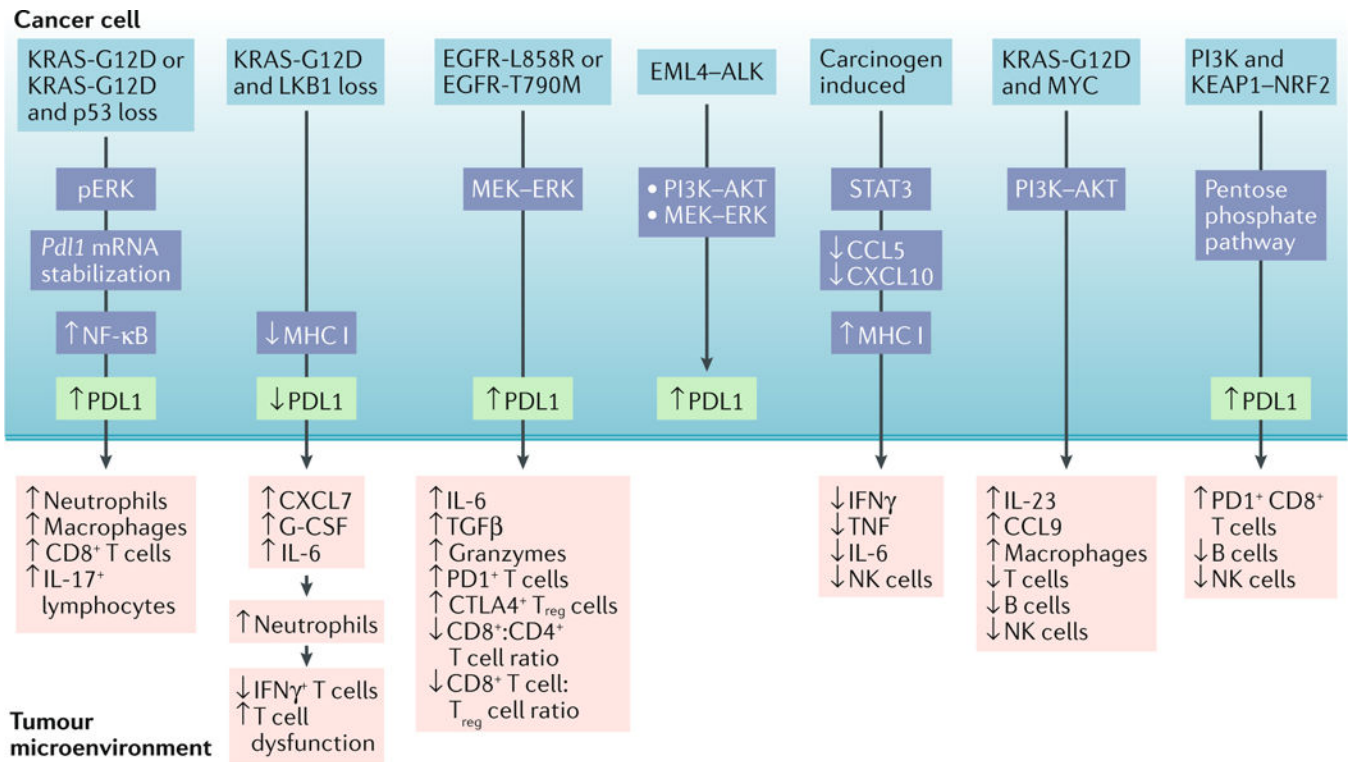 Cancer cell
KRAS-G12D or
KRAS-G12D
and p53 loss
pERK
Pdl1 mRNA
stabilization
↑NF-κB
↑PDL1
↑Neutrophils
↑Macrophages
↑CD8⁺ T cells
↑IL-17⁺
lymphocytes
KRAS-G12D
and LKB1 loss
↓MHC I
↓PDL1
↑CXCL7
↑G-CSF
↑IL-6
↑Neutrophils
↓IFNγ⁺ T cells
↑T cell
dysfunction
EGFR-L858R or
EGFR-T790M
MEK–ERK
↑PDL1
↑IL-6
↑TGFβ
↑Granzymes
↑PD1⁺ T cells
↑CTLA4⁺ Treg cells
↓CD8⁺:CD4⁺
T cell ratio
↓CD8⁺ T cell:
Treg cell ratio
EML4–ALK
• PI3K–AKT
• MEK–ERK
↑PDL1
Carcinogen
induced
STAT3
↓CCL5
↓CXCL10
↑MHC I
↓IFNγ
↓TNF
↓IL-6
↓NK cells
KRAS-G12D
and MYC
PI3K–AKT
↑IL-23
↑CCL9
↑Macrophages
↓T cells
↓B cells
↓NK cells
PI3K and
KEAP1–NRF2
Pentose
phosphate
pathway
↑PDL1
↑PD1⁺ CD8⁺
T cells
↓B cells
↓NK cells
Tumour
microenvironment